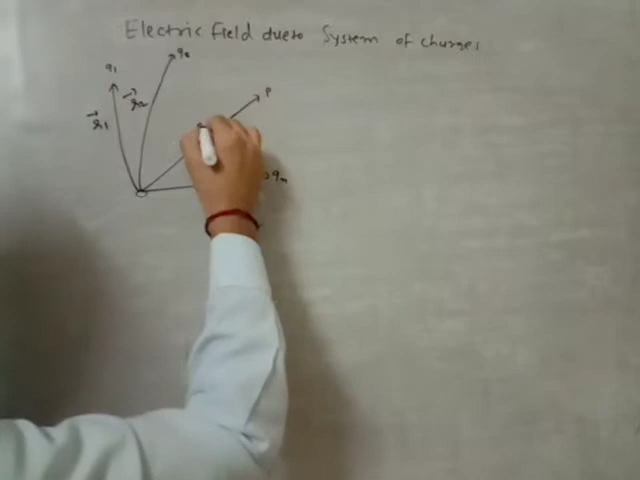 Electric Field due to System of charges
q1
q2
P
r1
r2
qn